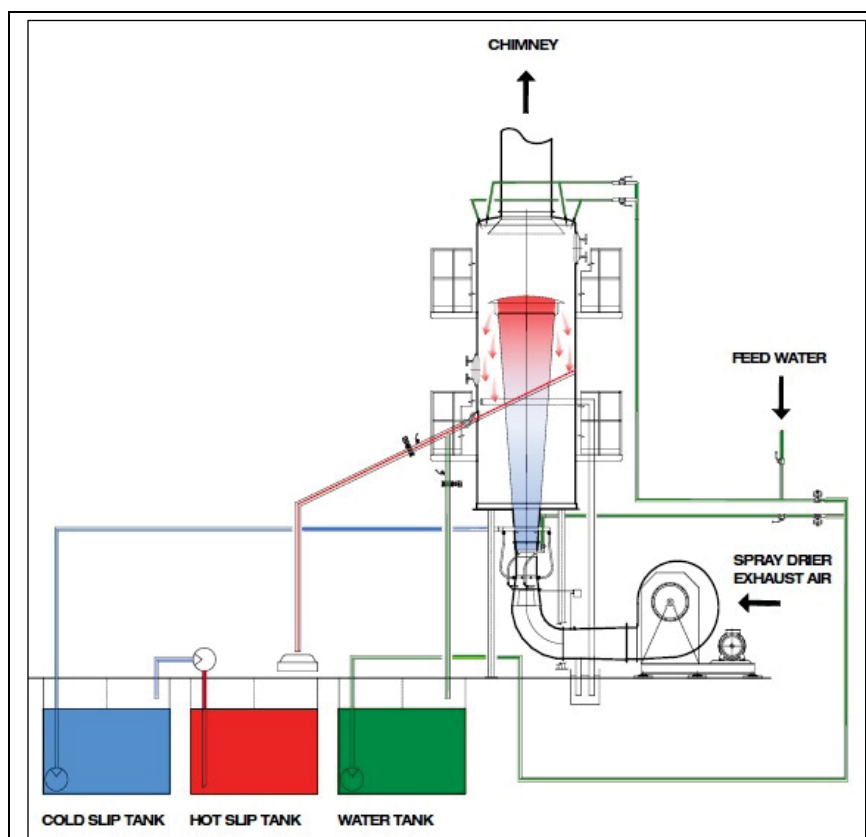 CHIMNEY
FEED WATER
SPRAY DRIER
EXHAUST AIR
COLD SLIP TANK
HOT SLIP TANK
WATER TANK